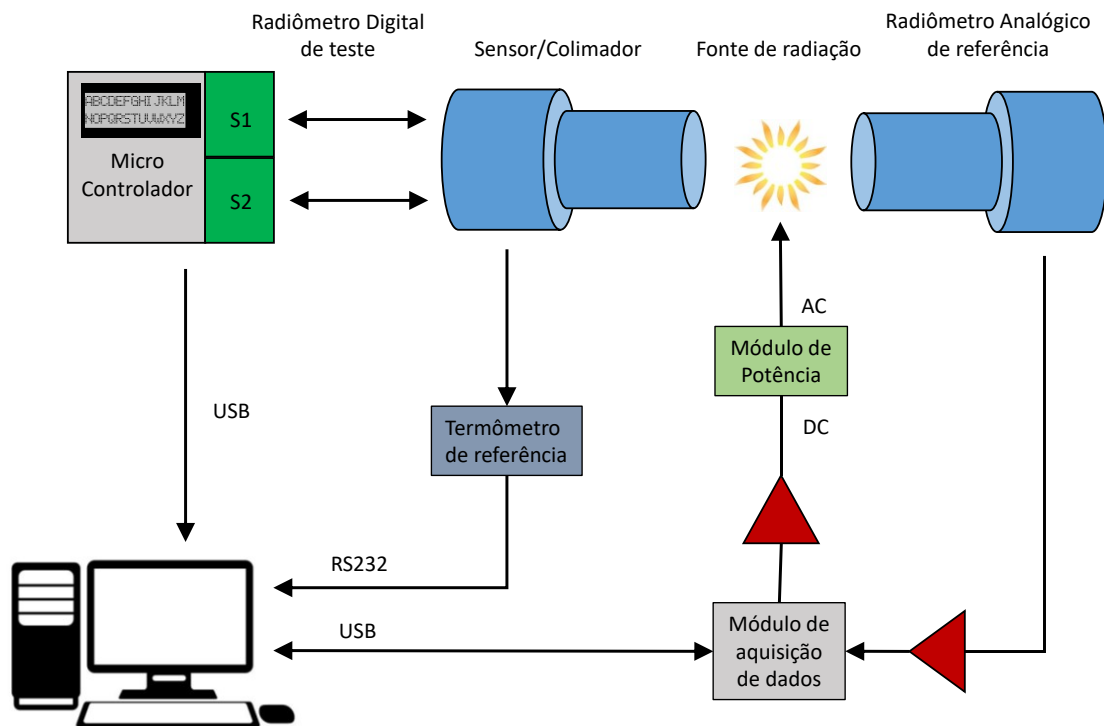 Radiômetro Digital
de teste
Sensor/Colimador
Fonte de radiação
Radiômetro Analógico
de referência
ABCDEFGHIJKLM
NOPQRSTUVWXYZ
Micro
Controlador
S1
S2
AC
Módulo de
Potência
DC
USB
Termômetro
de referência
RS232
USB
Módulo de
aquisição
de dados